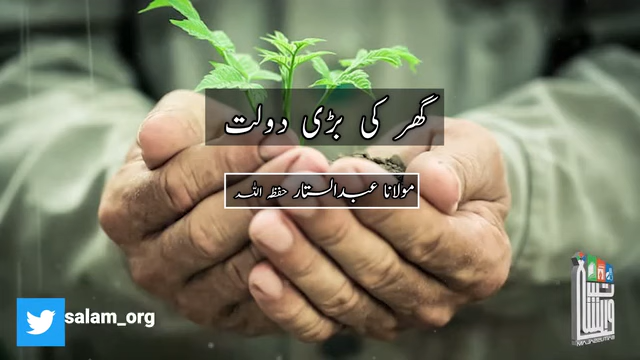 گھر کی بڑی دولت
مولانا عبدالستار حفظہ اللہ
salam_org